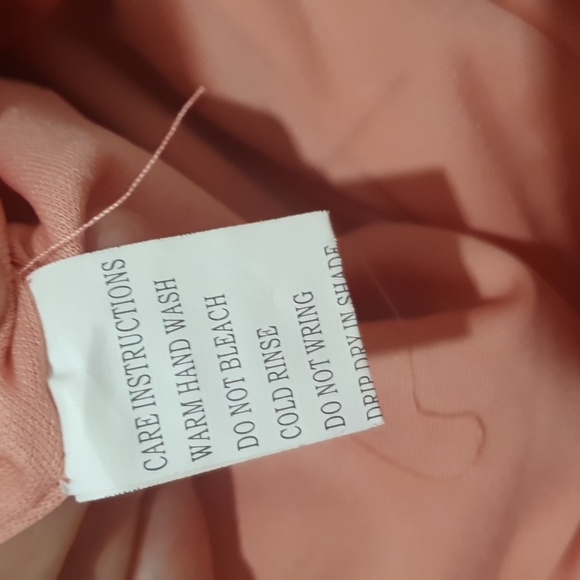 CARE INSTRUCTIONS
WARM HAND WASH
DO NOT BLEACH
COLD RINSE
DO NOT WRING
DRIP DRY IN SHADE